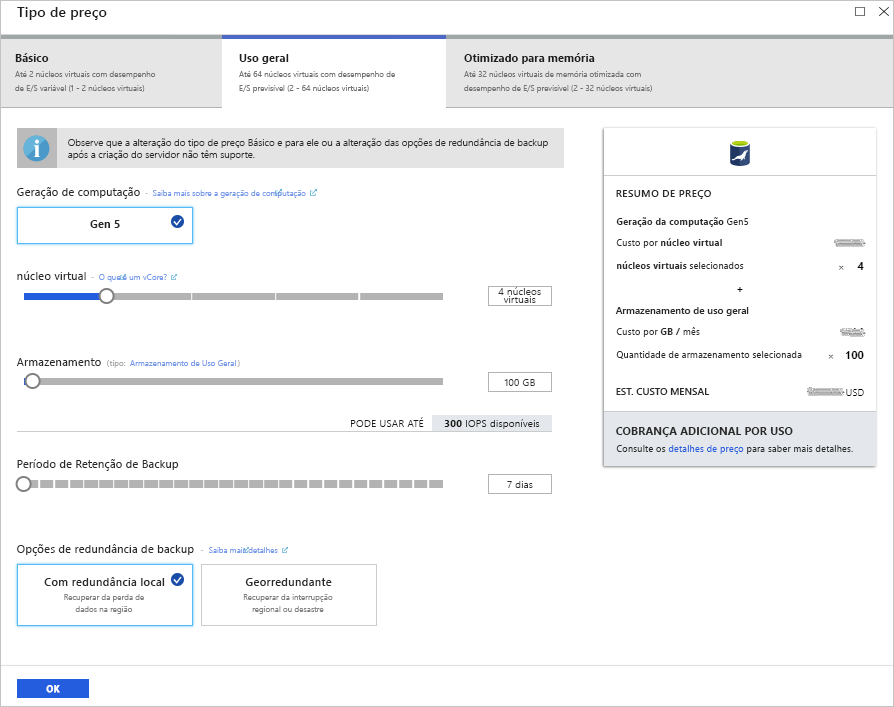 Tipo de preço
Básico
Até 2 núcleos virtuais com desempenho
de E/S variável (1 - 2 núcleos virtuais)
Uso geral
Até 64 núcleos virtuais com desempenho de
E/S previsível (2 - 64 núcleos virtuais)
Otimizado para memória
Até 32 núcleos virtuais de memória otimizada com
desempenho de E/S previsível (2 - 32 núcleos virtuais)
Observe que a alteração do tipo de preço Básico e para ele ou a alteração das opções de redundância de backup
após a criação do servidor não têm suporte.
Geração de computação - Saiba mais sobre a geração de computação
Gen 5
núcleo virtual - O que é um vCore?
4 núcleos
virtuais
Armazenamento (tipo: Armazenamento de Uso Geral)
100 GB
PODE USAR ATÉ 300 IOPS disponíveis
Período de Retenção de Backup
7 dias
Opções de redundância de backup - Saiba mais detalhes
Com redundância local
Recuperar da perda de
dados na região
Georredundante
Recuperar da interrupção
regional ou desastre
OK
RESUMO DE PREÇO
Geração da computação Gen5
Custo por núcleo virtual
núcleos virtuais selecionados × 4
+
Armazenamento de uso geral
Custo por GB / mês
Quantidade de armazenamento selecionada × 100
EST. CUSTO MENSAL USD
COBRANÇA ADICIONAL POR USO
Consulte os detalhes de preço para saber mais detalhes.